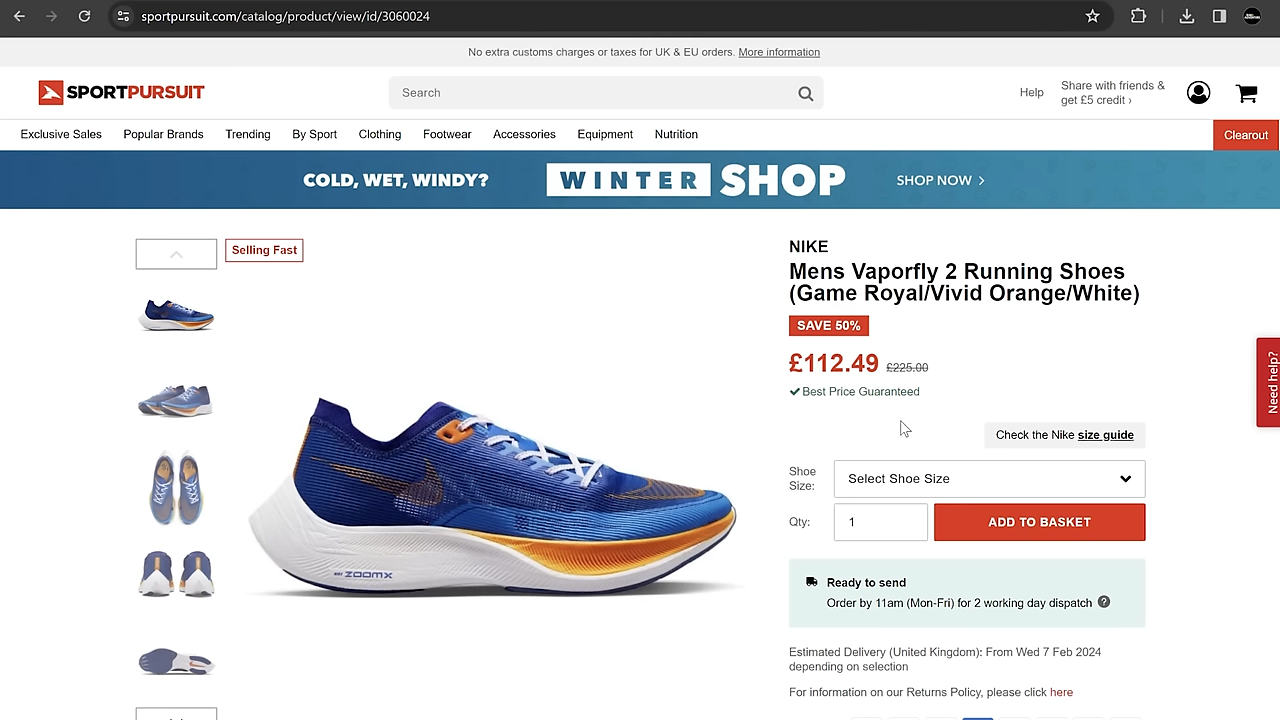 sportpursuit.com/catalog/product/view/id/3060024
No extra customs charges or taxes for UK & EU orders. More information
SPORTPURSUIT
Search
Help
Share with friends &
get £5 credit ›
Exclusive Sales Popular Brands Trending By Sport Clothing Footwear Accessories Equipment Nutrition Clearout
COLD, WET, WINDY? WINTER SHOP SHOP NOW >
Selling Fast
NIKE
Mens Vaporfly 2 Running Shoes
(Game Royal/Vivid Orange/White)
SAVE 50%
£112.49 £225.00
Best Price Guaranteed
Need help?
Check the Nike size guide
Shoe
Size:
Select Shoe Size
Qty:
1
ADD TO BASKET
ZOOMX
Ready to send
Order by 11am (Mon-Fri) for 2 working day dispatch ?
Estimated Delivery (United Kingdom): From Wed 7 Feb 2024
depending on selection
For information on our Returns Policy, please click here